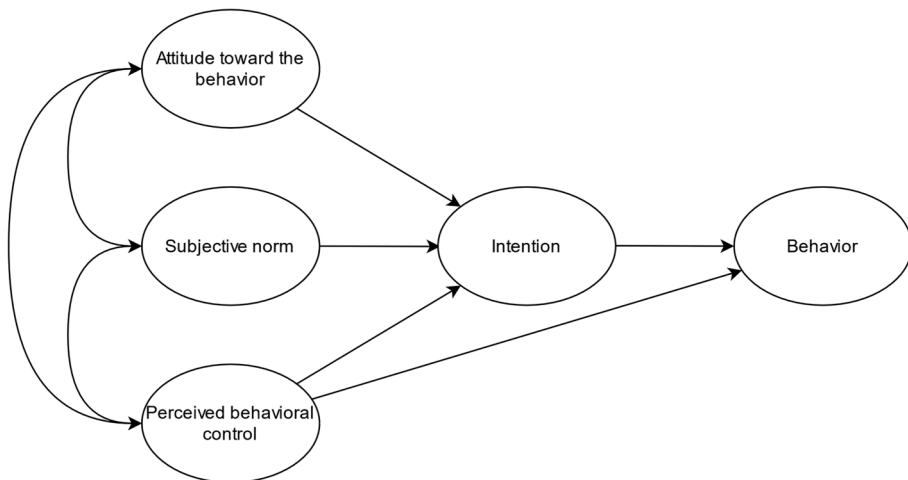 Attitude toward the
behavior
Subjective norm
Intention
Behavior
Perceived behavioral
control